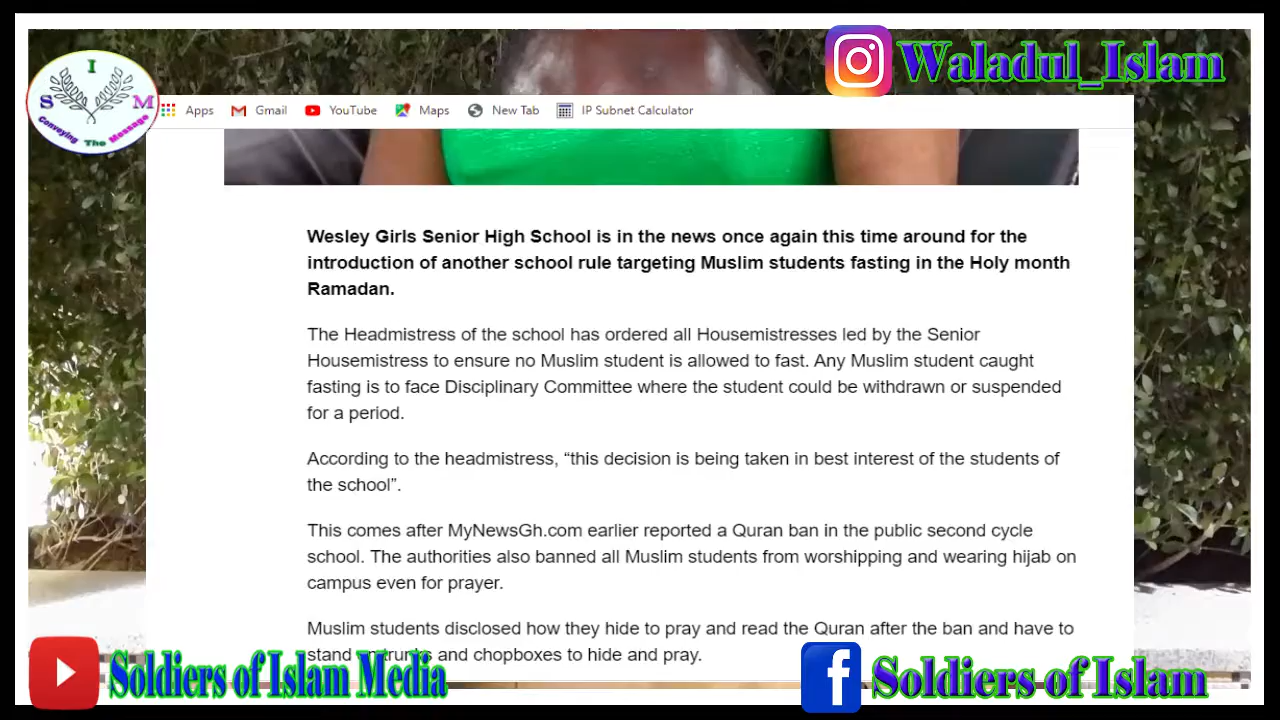 Waladul_Islam
I
S M
Conveying The Message
Apps Gmail YouTube Maps New Tab IP Subnet Calculator
Wesley Girls Senior High School is in the news once again this time around for the
introduction of another school rule targeting Muslim students fasting in the Holy month
Ramadan.
The Headmistress of the school has ordered all Housemistresses led by the Senior
Housemistress to ensure no Muslim student is allowed to fast. Any Muslim student caught
fasting is to face Disciplinary Committee where the student could be withdrawn or suspended
for a period.
According to the headmistress, “this decision is being taken in best interest of the students of
the school”.
This comes after MyNewsGh.com earlier reported a Quran ban in the public second cycle
school. The authorities also banned all Muslim students from worshipping and wearing hijab on
campus even for prayer.
Muslim students disclosed how they hide to pray and read the Quran after the ban and have to
stand and chopboxes to hide and pray.
Soldiers of Islam Media
Soldiers of Islam